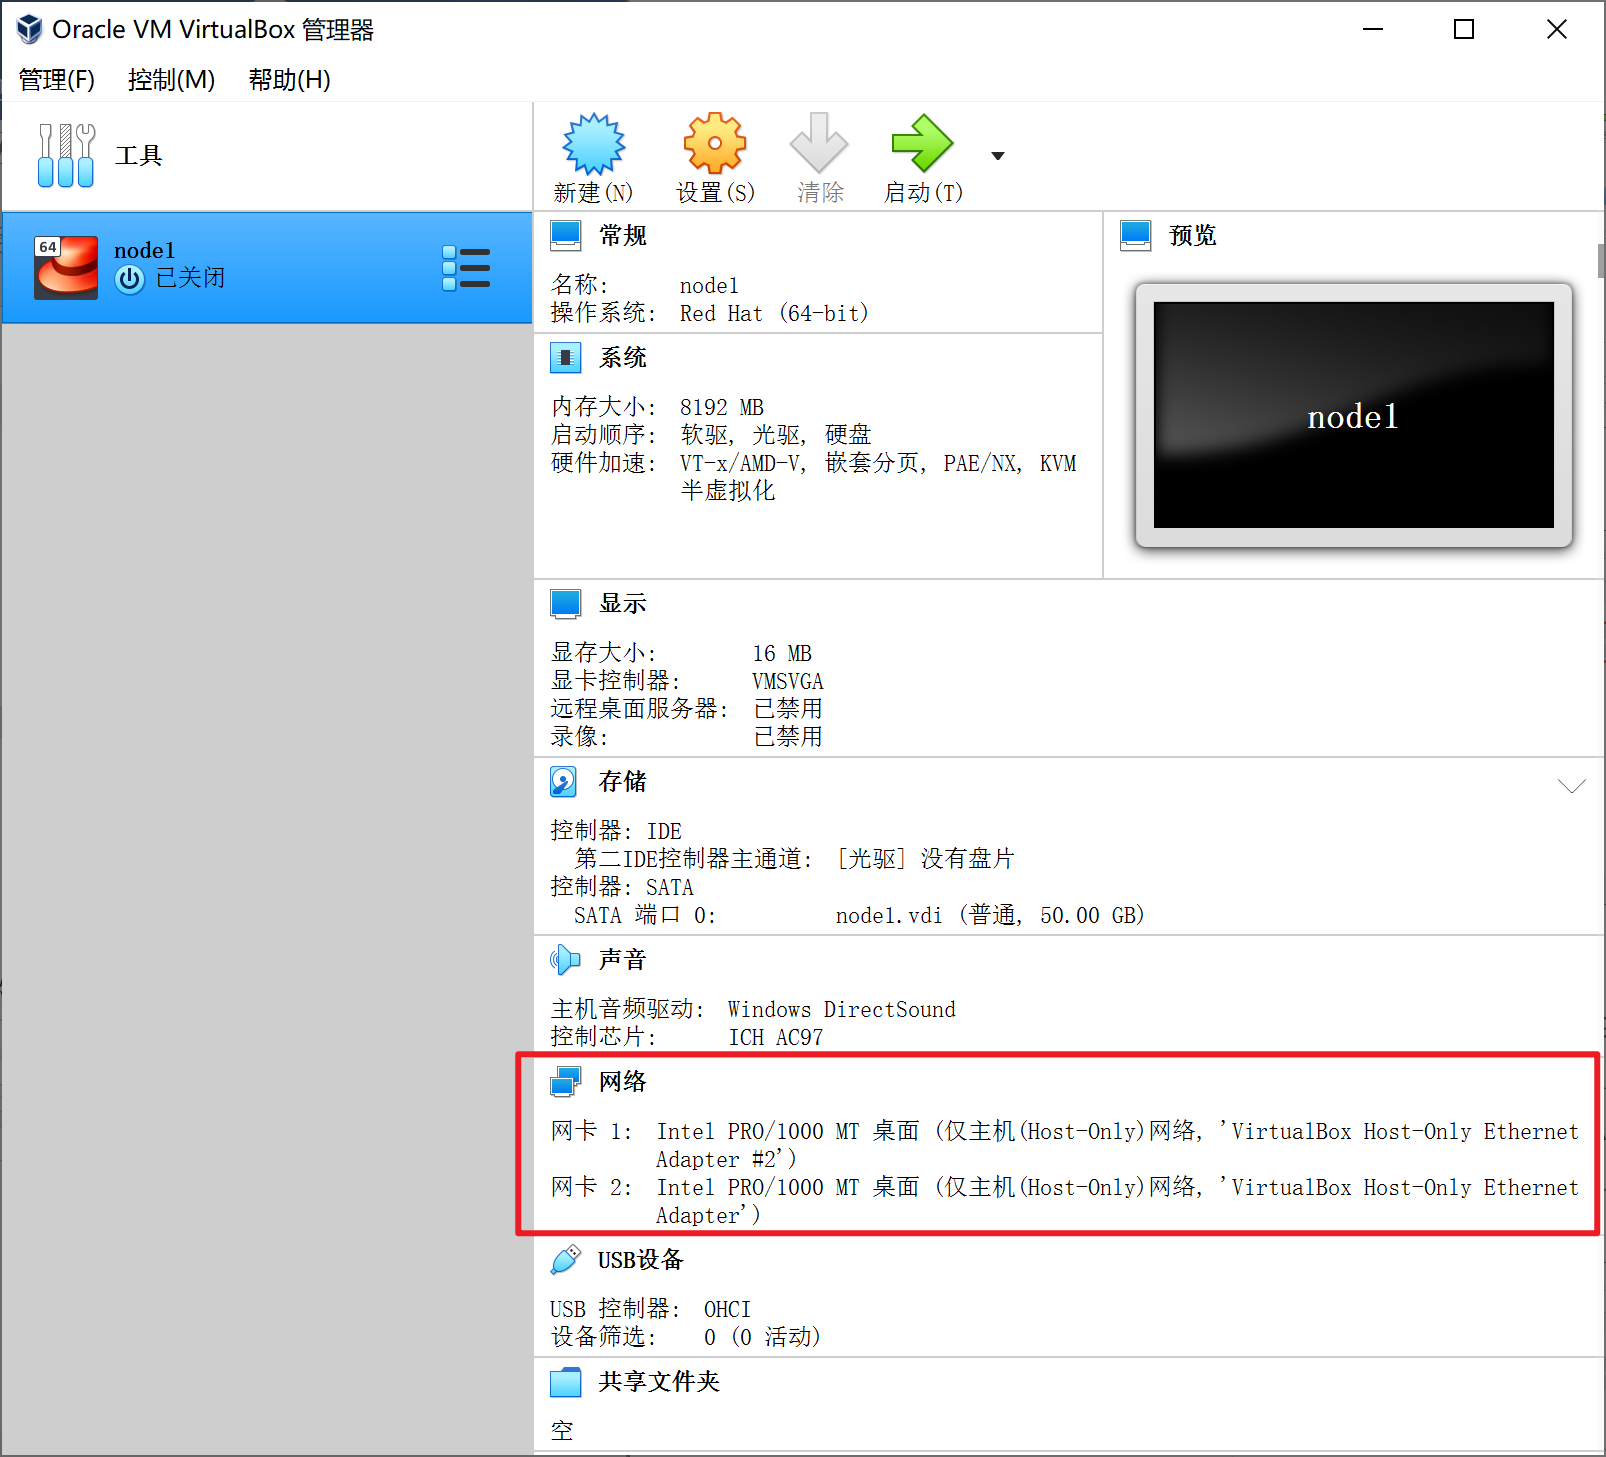 Oracle VM VirtualBox 管理器
管理(F) 控制(M) 帮助(H)
工具
新建(N) 设置(S) 清除 启动(T)
64
node1
已关闭
常规
名称: node1
操作系统: Red Hat (64-bit)
预览
node1
系统
内存大小: 8192 MB
启动顺序: 软驱, 光驱, 硬盘
硬件加速: VT-x/AMD-V, 嵌套分页, PAE/NX, KVM
半虚拟化
显示
显存大小: 16 MB
显卡控制器: VMSVGA
远程桌面服务器: 已禁用
录像: 已禁用
存储
控制器: IDE
第二IDE控制器主通道: [光驱] 没有盘片
控制器: SATA
SATA 端口 0: node1.vdi (普通, 50.00 GB)
声音
主机音频驱动: Windows DirectSound
控制芯片: ICH AC97
网络
网卡 1: Intel PRO/1000 MT 桌面 (仅主机(Host-Only)网络, 'VirtualBox Host-Only Ethernet
Adapter #2')
网卡 2: Intel PRO/1000 MT 桌面 (仅主机(Host-Only)网络, 'VirtualBox Host-Only Ethernet
Adapter')
USB设备
USB 控制器: OHCI
设备筛选: 0 (0 活动)
共享文件夹
空